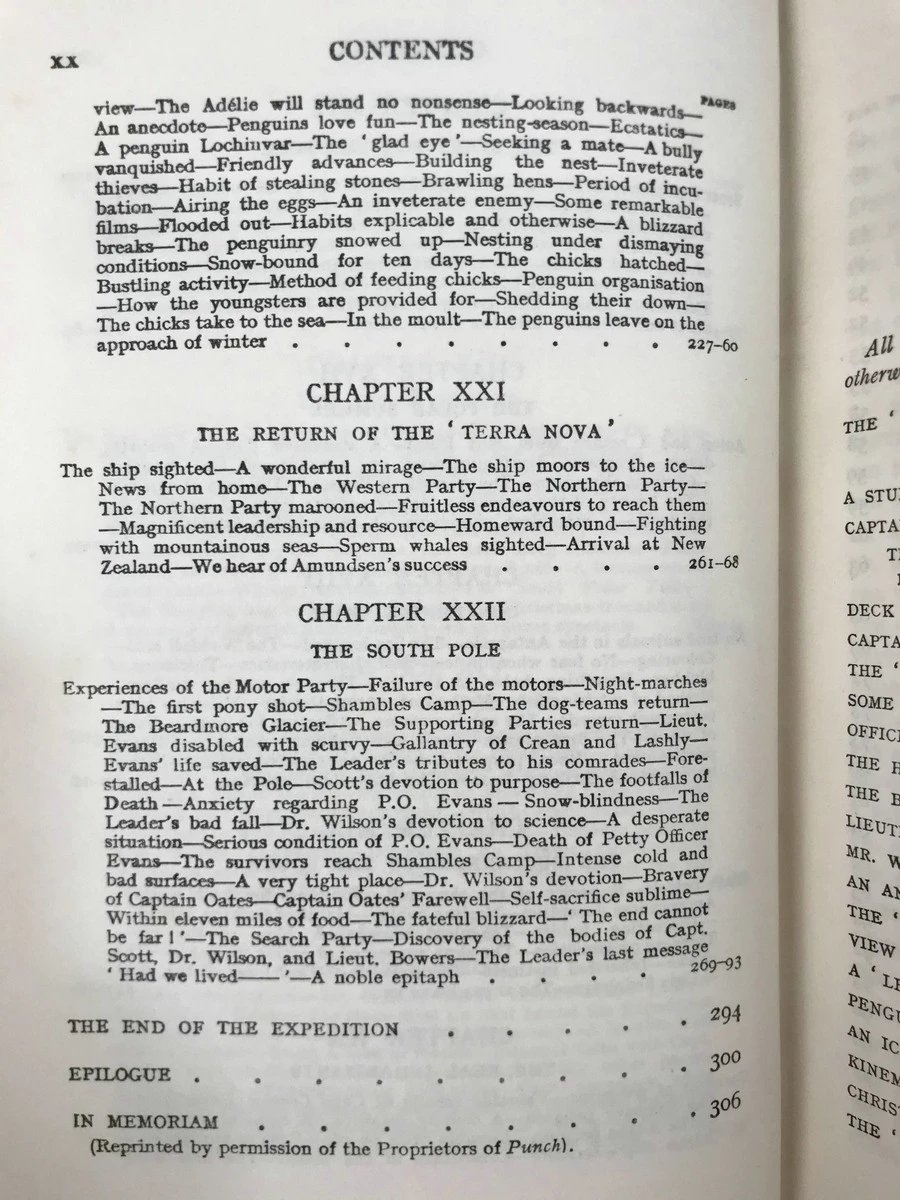 xx
CONTENTS
PAGES
view—The Adélie will stand no nonsense—Looking backwards—
An anecdote—Penguins love fun—The nesting-season—Ecstatics—
A penguin Lochinvar—The ‘glad eye’—Seeking a mate—A bully
vanquished—Friendly advances—Building the nest—Inveterate
thieves—Habit of stealing stones—Brawling hens—Period of incu-
bation—Airing the eggs—An inveterate enemy—Some remarkable
films—Flooded out—Habits explicable and otherwise—A blizzard
breaks—The penguinry snowed up—Nesting under dismaying
conditions—Snow-bound for ten days—The chicks hatched—
Bustling activity—Method of feeding chicks—Penguin organisation
—How the youngsters are provided for—Shedding their down—
The chicks take to the sea—In the moult—The penguins leave on the
approach of winter . . . . . . . . 227–60
CHAPTER XXI
THE RETURN OF THE ‘TERRA NOVA’
The ship sighted—A wonderful mirage—The ship moors to the ice—
News from home—The Western Party—The Northern Party—
The Northern Party marooned—Fruitless endeavours to reach them
—Magnificent leadership and resource—Homeward bound—Fighting
with mountainous seas—Sperm whales sighted—Arrival at New
Zealand—We hear of Amundsen's success . . . . 261–68
CHAPTER XXII
THE SOUTH POLE
Experiences of the Motor Party—Failure of the motors—Night-marches
—The first pony shot—Shambles Camp—The dog-teams return—
The Beardmore Glacier—The Supporting Parties return—Lieut.
Evans disabled with scurvy—Gallantry of Crean and Lashly—
Evans' life saved—The Leader's tributes to his comrades—Fore-
stalled—At the Pole—Scott's devotion to purpose—The footfalls of
Death—Anxiety regarding P.O. Evans—Snow-blindness—The
Leader's bad fall—Dr. Wilson's devotion to science—A desperate
situation—Serious condition of P.O. Evans—Death of Petty Officer
Evans—The survivors reach Shambles Camp—Intense cold and
bad surfaces—A very tight place—Dr. Wilson's devotion—Bravery
of Captain Oates—Captain Oates' Farewell—Self-sacrifice sublime—
Within eleven miles of food—The fateful blizzard—‘The end cannot
be far!’—The Search Party—Discovery of the bodies of Capt.
Scott, Dr. Wilson, and Lieut. Bowers—The Leader's last message
‘Had we lived——’—A noble epitaph . . . . 269–93
THE END OF THE EXPEDITION . . . . . 294
EPILOGUE . . . . . . . . . 300
IN MEMORIAM . . . . . . . . 306
(Reprinted by permission of the Proprietors of Punch).
All
otherw
THE ‘
A STU
CAPTA
T
DECK
CAPTA
THE ‘
SOME
OFFIC
THE H
THE B
LIEUT
MR. W
AN AN
THE ‘
VIEW
A ‘LE
PENGU
AN IC
KINEM
CHRIST
THE ‘